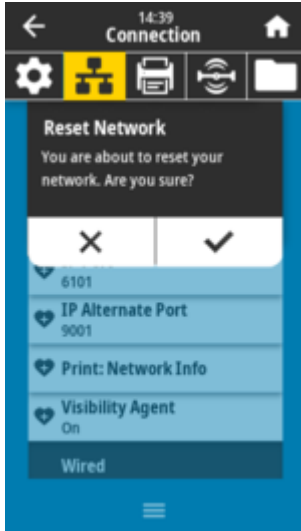 14:39
Connection
Reset Network
You are about to reset your
network. Are you sure?
6101
IP Alternate Port
9001
Print: Network Info
Visibility Agent
On
Wired